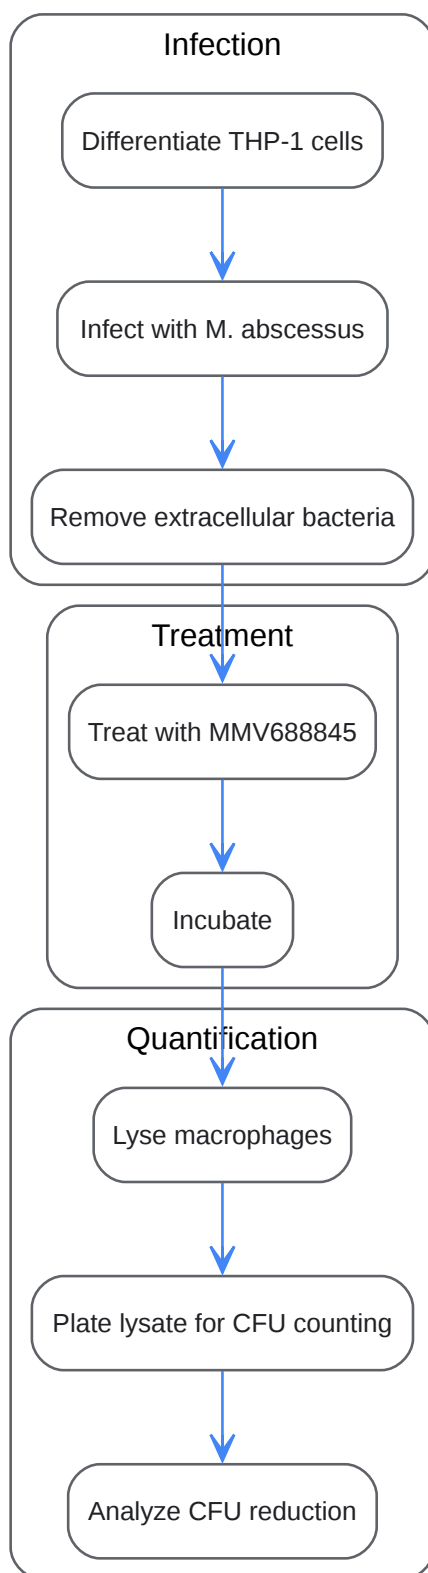 Infection
Differentiate THP-1 cells
Infect with M. abscessus
Remove extracellular bacteria
Treatment
Treat with MMV688845
Incubate
Quantification
Lyse macrophages
Plate lysate for CFU counting
Analyze CFU reduction